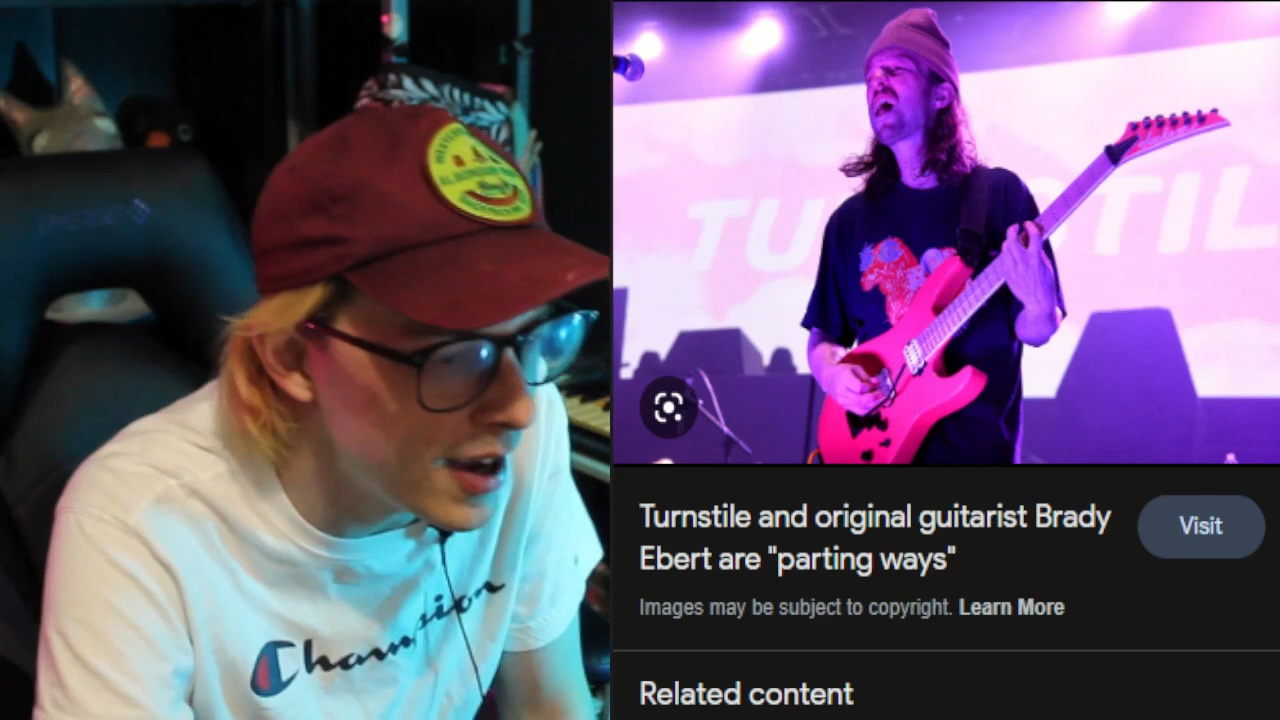 Champion
TURNSTIL
Turnstile and original guitarist Brady
Ebert are "parting ways"
Visit
Images may be subject to copyright. Learn More
Related content